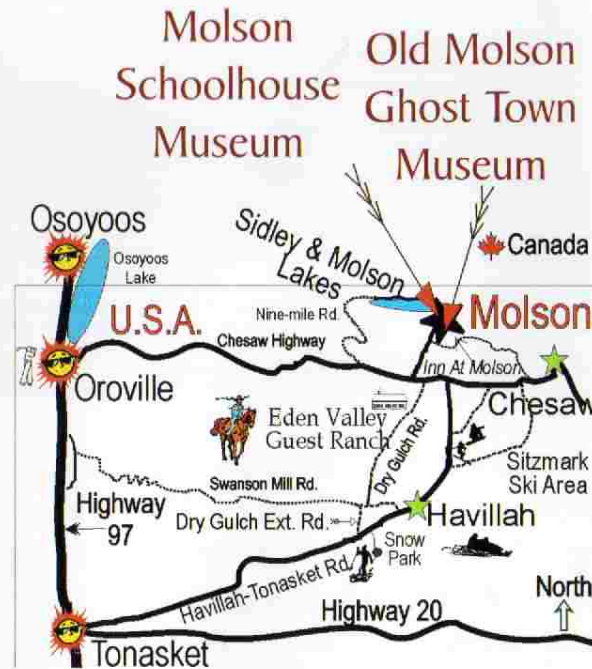 Molson
Schoolhouse
Museum
Old Molson
Ghost Town
Museum
Osoyoos
Osoyoos
Lake
Sidley & Molson
Lakes
Canada
U.S.A.
Nine-mile Rd.
Molson
Chesaw Highway
Inn At Molson
Oroville
Chesaw
Eden Valley
Guest Ranch
Dry Gulch Rd.
Sitzmark
Ski Area
Swanson Mill Rd.
Highway
97
Dry Gulch Ext. Rd.
Havillah
Snow
Park
Havillah-Tonasket Rd.
North
Highway 20
Tonasket